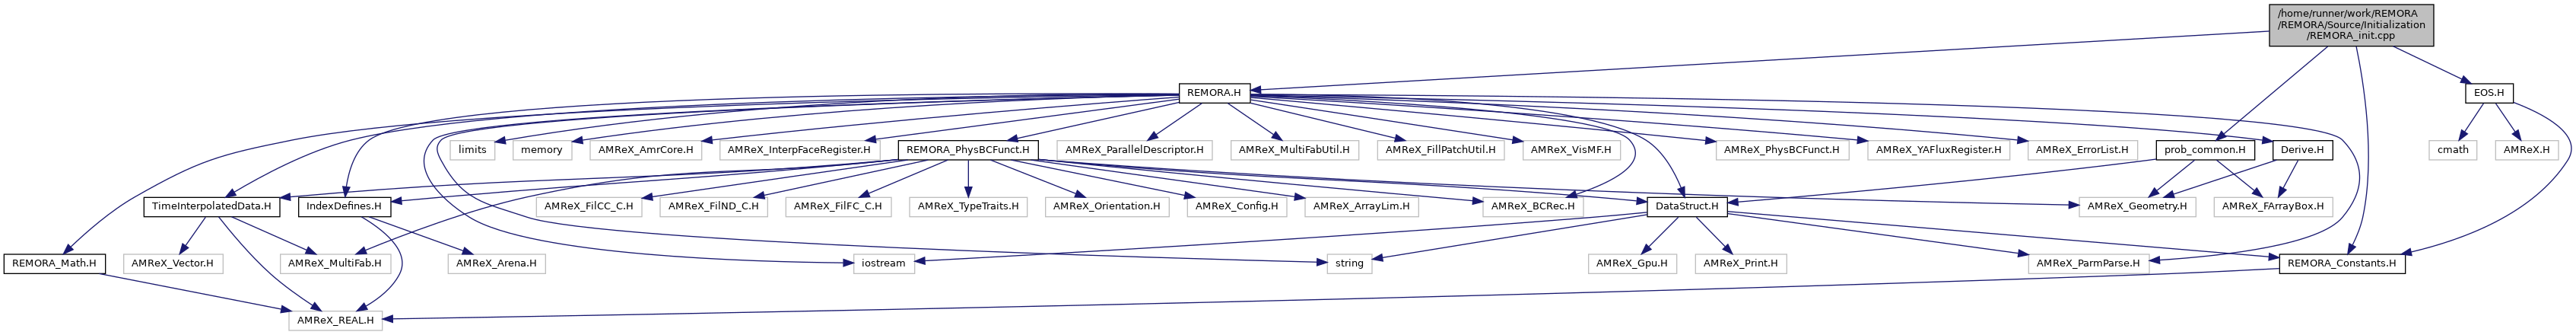 /home/runner/work/REMORA
/REMORA/Source/Initialization
/REMORA_init.cpp
REMORA.H
EOS.H
limits
memory
AMReX_AmrCore.H
AMReX_InterpFaceRegister.H
REMORA_PhysBCFunct.H
AMReX_ParallelDescriptor.H
AMReX_MultiFabUtil.H
AMReX_FillPatchUtil.H
AMReX_VisMF.H
AMReX_PhysBCFunct.H
AMReX_YAFluxRegister.H
AMReX_ErrorList.H
prob_common.H
Derive.H
cmath
AMReX.H
TimeInterpolatedData.H
IndexDefines.H
AMReX_FilCC_C.H
AMReX_FilND_C.H
AMReX_FilFC_C.H
AMReX_TypeTraits.H
AMReX_Orientation.H
AMReX_Config.H
AMReX_ArrayLim.H
AMReX_BCRec.H
DataStruct.H
AMReX_Geometry.H
AMReX_FArrayBox.H
REMORA_Math.H
AMReX_Vector.H
AMReX_MultiFab.H
AMReX_Arena.H
iostream
string
AMReX_Gpu.H
AMReX_Print.H
AMReX_ParmParse.H
REMORA_Constants.H
AMReX_REAL.H